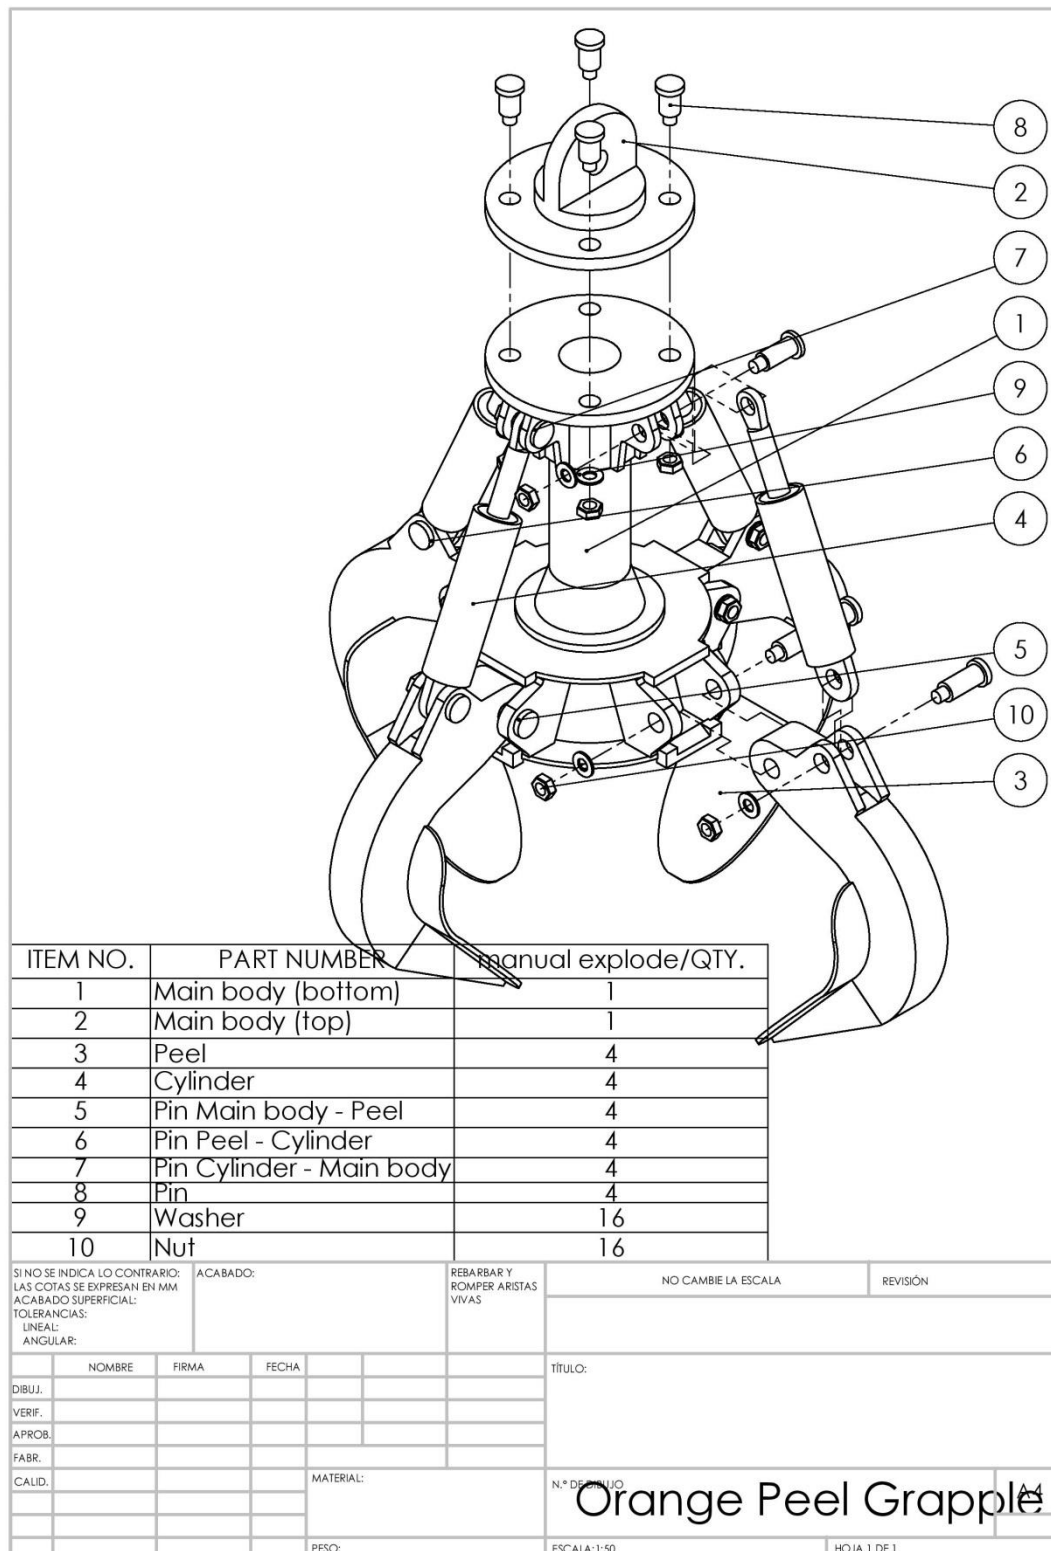 8
2
7
1
9
6
4
5
10
3
ITEM NO. PART NUMBER manual explode/QTY.
1 Main body (bottom) 1
2 Main body (top) 1
3 Peel 4
4 Cylinder 4
5 Pin Main body - Peel 4
6 Pin Peel - Cylinder 4
7 Pin Cylinder - Main body 4
8 Pin 4
9 Washer 16
10 Nut 16
SI NO SE INDICA LO CONTRARIO:
LAS COTAS SE EXPRESAN EN MM
ACABADO SUPERFICIAL:
TOLERANCIAS:
LINEAL:
ANGULAR:
ACABADO:
REBARBAR Y
ROMPER ARISTAS
VIVAS
NO CAMBIE LA ESCALA
REVISIÓN
NOMBRE FIRMA FECHA
TÍTULO:
DIBUJ.
VERIF.
APROB.
FABR.
CALID.
MATERIAL:
N.º DE DIBUJO
Orange Peel Grapple
A4
PESO:
ESCALA:1:50
HOJA 1 DE 1